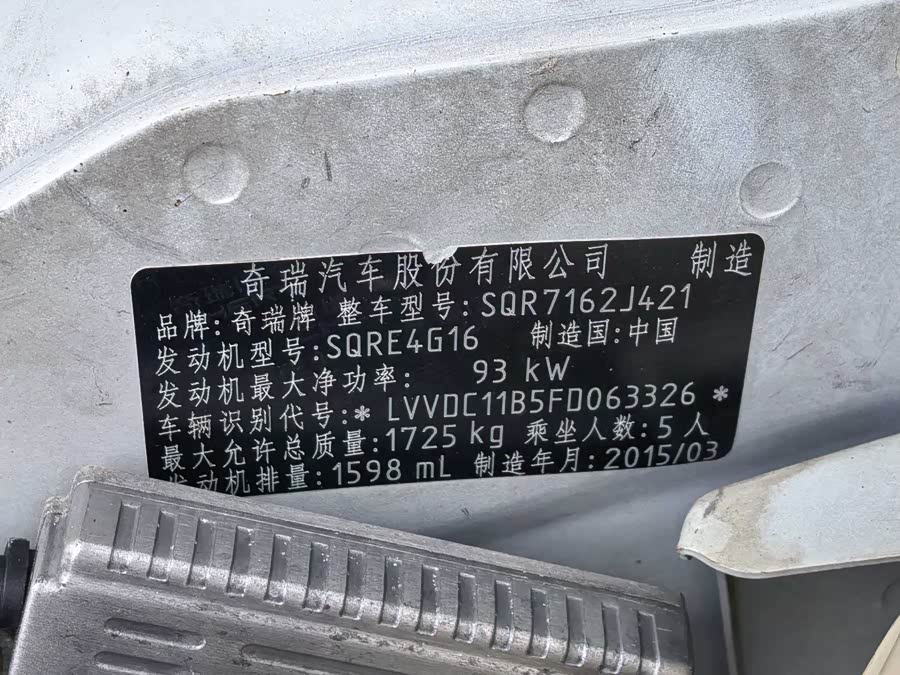 奇瑞汽车股份有限公司 制造
品牌: 奇瑞牌 整车型号: SQR7162J421
发动机型号: SQRE4G16 制造国: 中国
发动机最大净功率: 93 kW
车辆识别代号: * LVVDC11B5FD063326 *
最大允许总质量: 1725 kg 乘坐人数: 5 人
发动机排量: 1598 mL 制造年月: 2015/03